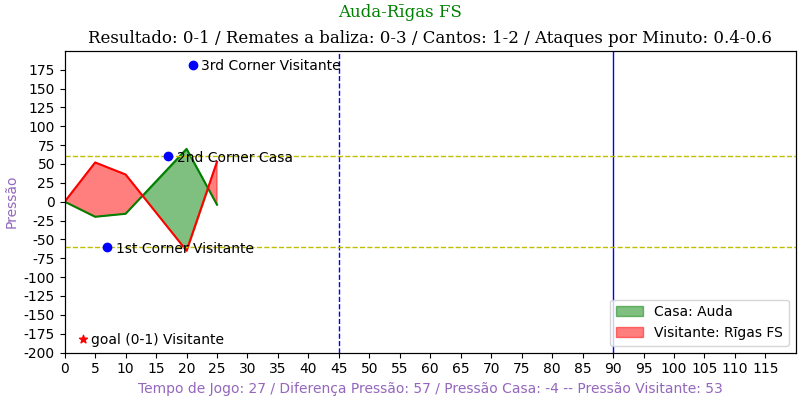 Auda-Rīgas FS
Resultado: 0-1 / Remates a baliza: 0-3 / Cantos: 1-2 / Ataques por Minuto: 0.4-0.6
Pressão
175
150
125
100
75
50
25
0
-25
-50
-75
-100
-125
-150
-175
-200
3rd Corner Visitante
2nd Corner Casa
1st Corner Visitante
goal (0-1) Visitante
Casa: Auda
Visitante: Rīgas FS
0 5 10 15 20 25 30 35 40 45 50 55 60 65 70 75 80 85 90 95 100 105 110 115
Tempo de Jogo: 27 / Diferença Pressão: 57 / Pressão Casa: -4 -- Pressão Visitante: 53